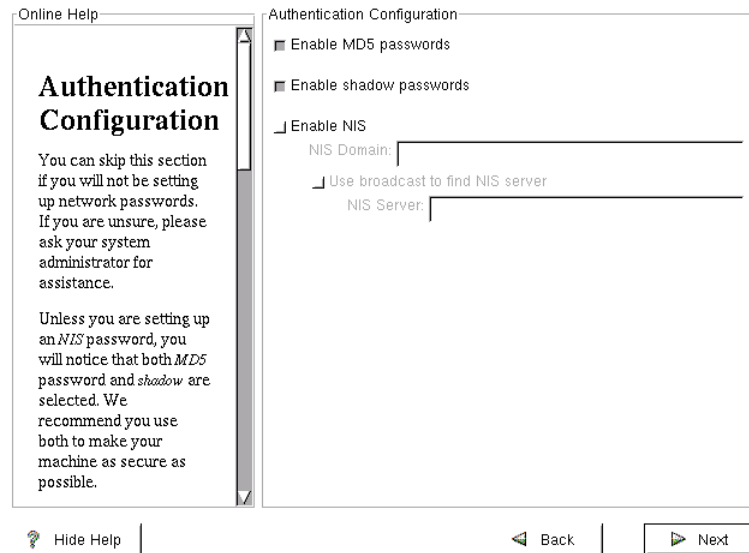 Online Help
Authentication
Configuration
You can skip this section
if you will not be setting
up network passwords.
If you are unsure, please
ask your system
administrator for
assistance.
Unless you are setting up
an NIS password, you
will notice that both MD5
password and shadow are
selected. We
recommend you use
both to make your
machine as secure as
possible.
Authentication Configuration
Enable MD5 passwords
Enable shadow passwords
Enable NIS
NIS Domain:
Use broadcast to find NIS server
NIS Server:
Hide Help
Back
Next